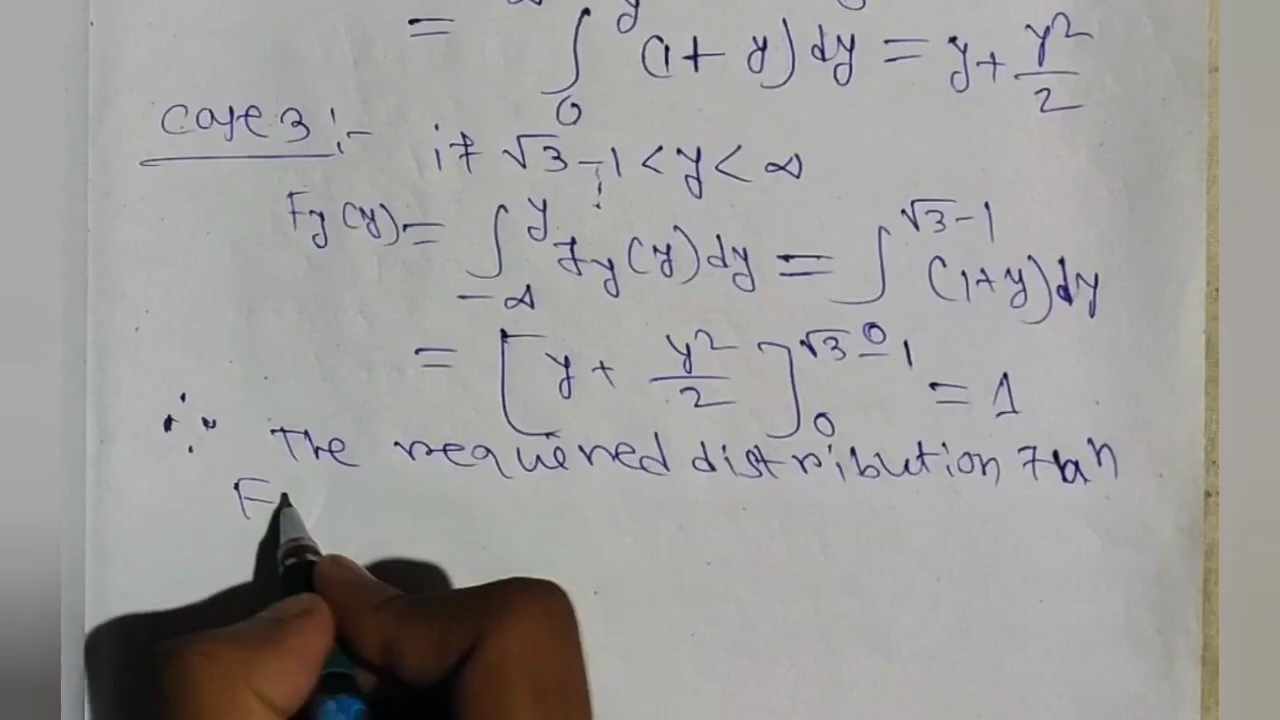 = ∫₀^y (1+y)dy = y + y²/2
Case 3 :- if √3-1 < y < ∞
Fy(y) = ∫_{-∞}^y fy(y)dy = ∫₀^{√3-1} (1+y)dy
= [y + y²/2]₀^{√3-1} = 1
∴ The required distribution fun
F